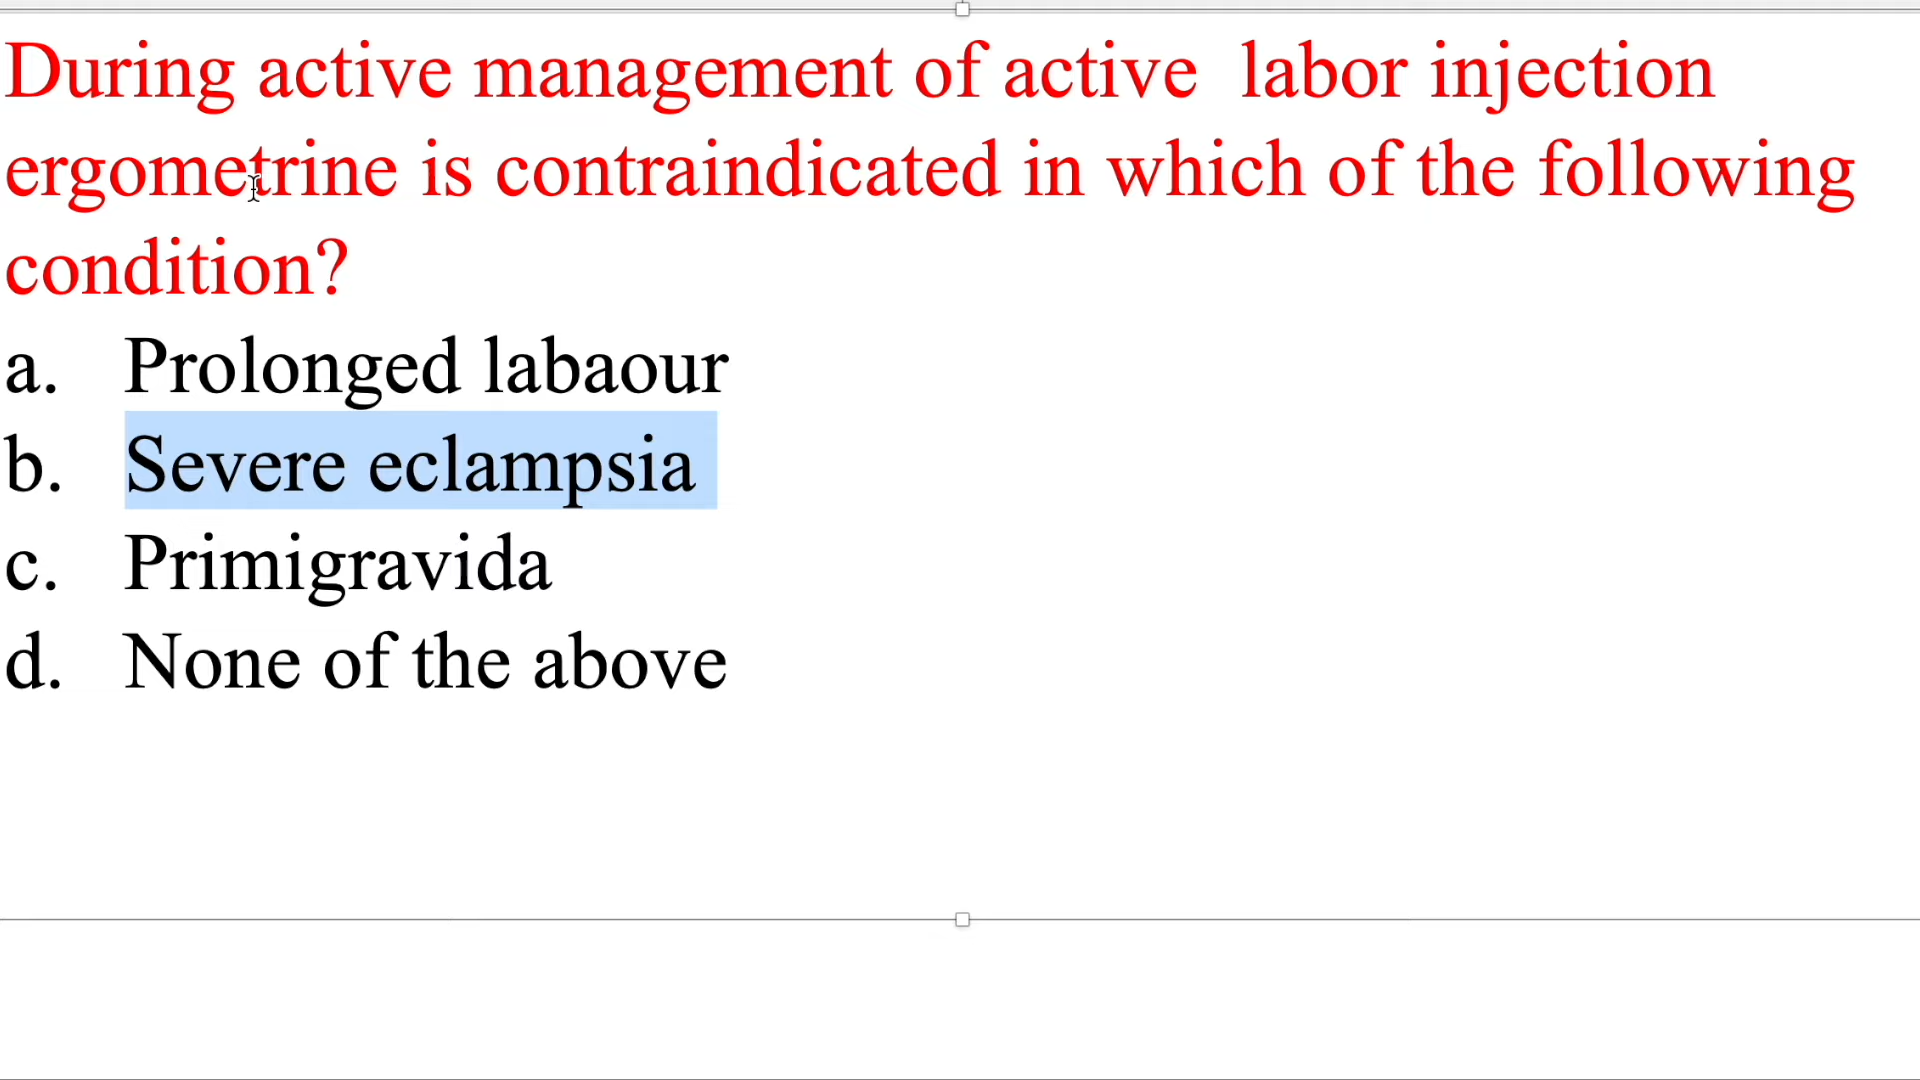 During active management of active labor injection
ergometrine is contraindicated in which of the following
condition?
a. Prolonged labaour
b. Severe eclampsia
c. Primigravida
d. None of the above